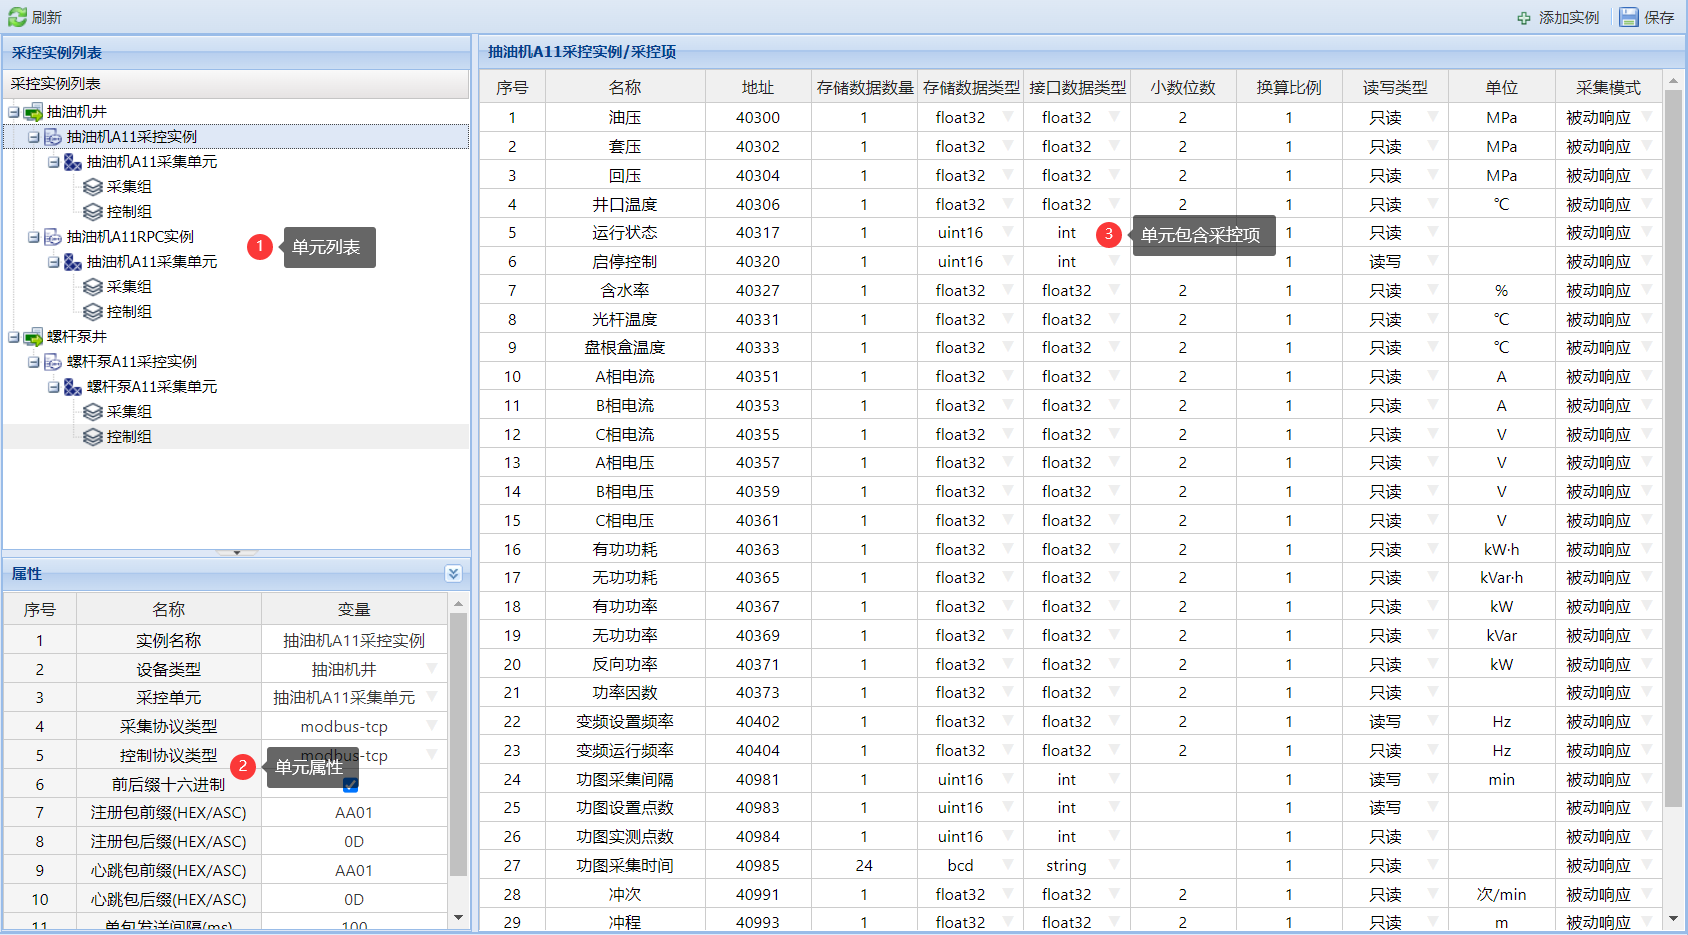 刷新 添加实例 保存
采控实例列表
采控实例列表
抽油机井
抽油机A11采控实例
抽油机A11采集单元
采集组
控制组
抽油机A11RPC实例
抽油机A11采集单元
采集组
控制组
螺杆泵井
螺杆泵A11采控实例
螺杆泵A11采集单元
采集组
控制组
1 单元列表
属性
序号 名称 变量
1 实例名称 抽油机A11采控实例
2 设备类型 抽油机井
3 采控单元 抽油机A11采集单元
4 采集协议类型 modbus-tcp
5 控制协议类型 modbus-tcp
2 单元属性
6 前后缀十六进制
7 注册包前缀(HEX/ASC) AA01
8 注册包后缀(HEX/ASC) 0D
9 心跳包前缀(HEX/ASC) AA01
10 心跳包后缀(HEX/ASC) 0D
11 单包发送间隔(ms) 100
抽油机A11采控实例/采控项
序号 名称 地址 存储数据数量 存储数据类型 接口数据类型 小数位数 换算比例 读写类型 单位 采集模式
1 油压 40300 1 float32 float32 2 1 只读 MPa 被动响应
2 套压 40302 1 float32 float32 2 1 只读 MPa 被动响应
3 回压 40304 1 float32 float32 2 1 只读 MPa 被动响应
4 井口温度 40306 1 float32 float32 2 1 只读 ℃ 被动响应
5 运行状态 40317 1 uint16 int 1 只读 被动响应
3 单元包含采控项
6 启停控制 40320 1 uint16 int 1 读写 被动响应
7 含水率 40327 1 float32 float32 2 1 只读 % 被动响应
8 光杆温度 40331 1 float32 float32 2 1 只读 ℃ 被动响应
9 盘根盒温度 40333 1 float32 float32 2 1 只读 ℃ 被动响应
10 A相电流 40351 1 float32 float32 2 1 只读 A 被动响应
11 B相电流 40353 1 float32 float32 2 1 只读 A 被动响应
12 C相电流 40355 1 float32 float32 2 1 只读 V 被动响应
13 A相电压 40357 1 float32 float32 2 1 只读 V 被动响应
14 B相电压 40359 1 float32 float32 2 1 只读 V 被动响应
15 C相电压 40361 1 float32 float32 2 1 只读 V 被动响应
16 有功功耗 40363 1 float32 float32 2 1 只读 kW·h 被动响应
17 无功功耗 40365 1 float32 float32 2 1 只读 kVar·h 被动响应
18 有功功率 40367 1 float32 float32 2 1 只读 kW 被动响应
19 无功功率 40369 1 float32 float32 2 1 只读 kVar 被动响应
20 反向功率 40371 1 float32 float32 2 1 只读 kW 被动响应
21 功率因数 40373 1 float32 float32 2 1 只读 被动响应
22 变频设置频率 40402 1 float32 float32 2 1 读写 Hz 被动响应
23 变频运行频率 40404 1 float32 float32 2 1 只读 Hz 被动响应
24 功图采集间隔 40981 1 uint16 int 1 读写 min 被动响应
25 功图设置点数 40983 1 uint16 int 1 读写 被动响应
26 功图实测点数 40984 1 uint16 int 1 只读 被动响应
27 功图采集时间 40985 24 bcd string 1 只读 被动响应
28 冲次 40991 1 float32 float32 2 1 只读 次/min 被动响应
29 冲程 40993 1 float32 float32 2 1 只读 m 被动响应